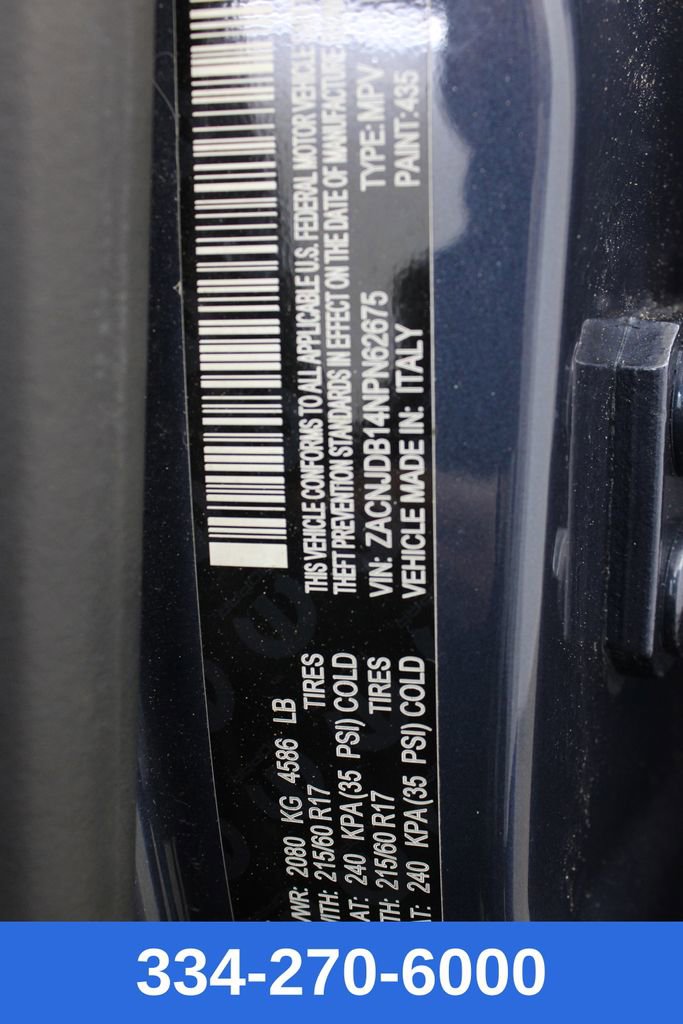 THIS VEHICLE CONFORMS TO ALL APPLICABLE U.S. FEDERAL MOTOR VEHICLE
THEFT PREVENTION STANDARDS IN EFFECT ON THE DATE OF MANUFACTURE
VIN: ZACNJDB14NPN62675 TYPE: MPV
VEHICLE MADE IN: ITALY PAINT: 435
2080 KG 4586 LB
215/60 R17 TIRES
240 KPA (35 PSI) COLD
215/60 R17 TIRES
240 KPA (35 PSI) COLD
334-270-6000